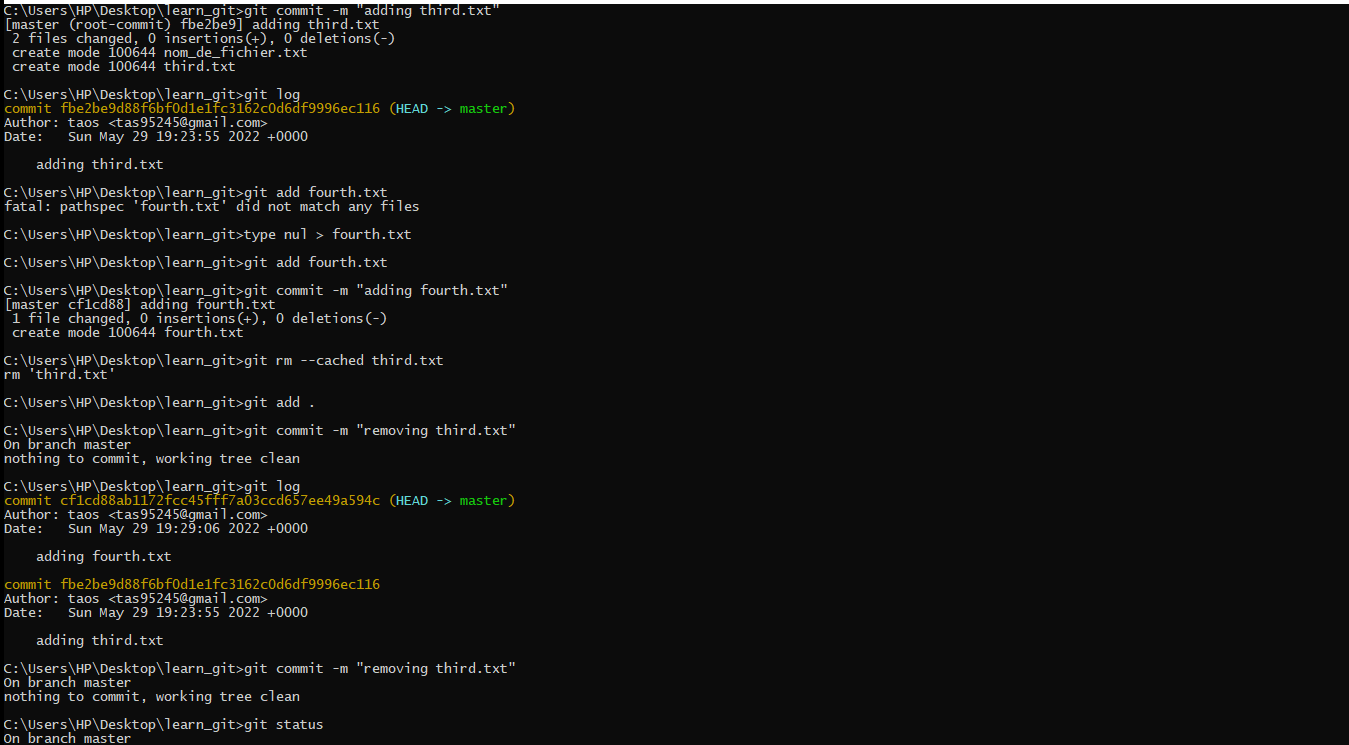 C:\Users\HP\Desktop\learn_git>git commit -m "adding third.txt"
[master (root-commit) fbe2be9] adding third.txt
 2 files changed, 0 insertions(+), 0 deletions(-)
 create mode 100644 nom_de_fichier.txt
 create mode 100644 third.txt

C:\Users\HP\Desktop\learn_git>git log
commit fbe2be9d88f6bf0d1e1fc3162c0d6df9996ec116 (HEAD -> master)
Author: taos <tas95245@gmail.com>
Date:   Sun May 29 19:23:55 2022 +0000

    adding third.txt

C:\Users\HP\Desktop\learn_git>git add fourth.txt
fatal: pathspec 'fourth.txt' did not match any files

C:\Users\HP\Desktop\learn_git>type nul > fourth.txt

C:\Users\HP\Desktop\learn_git>git add fourth.txt

C:\Users\HP\Desktop\learn_git>git commit -m "adding fourth.txt"
[master cf1cd88] adding fourth.txt
 1 file changed, 0 insertions(+), 0 deletions(-)
 create mode 100644 fourth.txt

C:\Users\HP\Desktop\learn_git>git rm --cached third.txt
rm 'third.txt'

C:\Users\HP\Desktop\learn_git>git add .

C:\Users\HP\Desktop\learn_git>git commit -m "removing third.txt"
On branch master
nothing to commit, working tree clean

C:\Users\HP\Desktop\learn_git>git log
commit cf1cd88ab1172fcc45fff7a03ccd657ee49a594c (HEAD -> master)
Author: taos <tas95245@gmail.com>
Date:   Sun May 29 19:29:06 2022 +0000

    adding fourth.txt

commit fbe2be9d88f6bf0d1e1fc3162c0d6df9996ec116
Author: taos <tas95245@gmail.com>
Date:   Sun May 29 19:23:55 2022 +0000

    adding third.txt

C:\Users\HP\Desktop\learn_git>git commit -m "removing third.txt"
On branch master
nothing to commit, working tree clean

C:\Users\HP\Desktop\learn_git>git status
On branch master